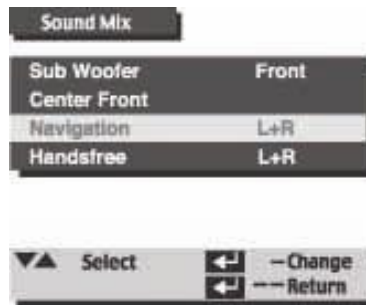 Sound Mix
Sub Woofer Front
Center Front
Navigation L+R
Handsfree L+R
▼▲ Select –Change
––Return